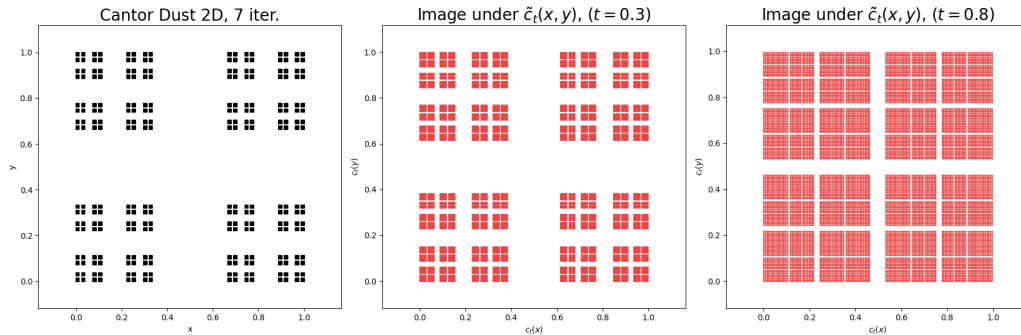 Cantor Dust 2D, 7 iter.
1.0
0.8
0.6
0.4
0.2
0.0
y
0.0 0.2 0.4 0.6 0.8 1.0
x
Image under c̃ₜ(x, y), (t = 0.3)
1.0
0.8
0.6
0.4
0.2
0.0
cₜ(y)
0.0 0.2 0.4 0.6 0.8 1.0
cₜ(x)
Image under c̃ₜ(x, y), (t = 0.8)
1.0
0.8
0.6
0.4
0.2
0.0
cₜ(y)
0.0 0.2 0.4 0.6 0.8 1.0
cₜ(x)